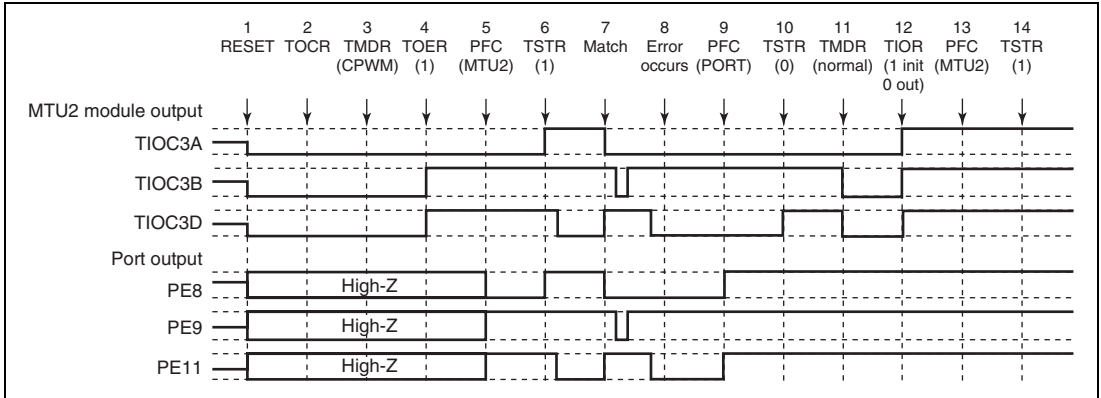 1 2 3 4 5 6 7 8 9 10 11 12 13 14
RESET TOCR TMDR TOER PFC TSTR Match Error PFC TSTR TMDR TIOR PFC TSTR
(CPWM) (1) (MTU2) (1) occurs (PORT) (0) (normal) (1 init (MTU2) (1)
0 out)
MTU2 module output
TIOC3A
TIOC3B
TIOC3D
Port output
PE8 High-Z
PE9 High-Z
PE11 High-Z